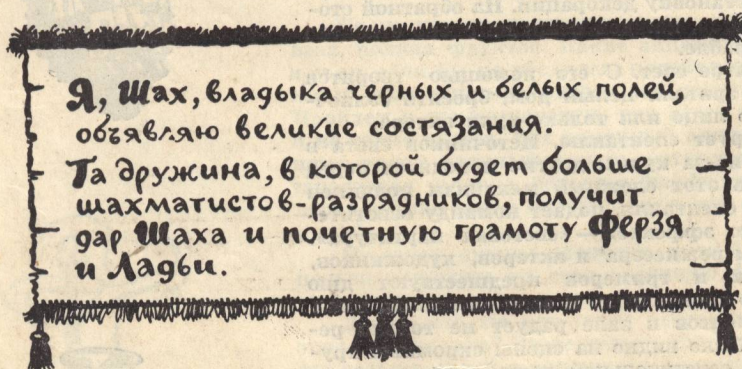 Я, Шах, владыка черных и белых полей,
объявляю великие состязания.
Та дружина, в которой будет больше
шахматистов-разрядников, получит
дар Шаха и почетную грамоту Ферзя
и Ладьи.